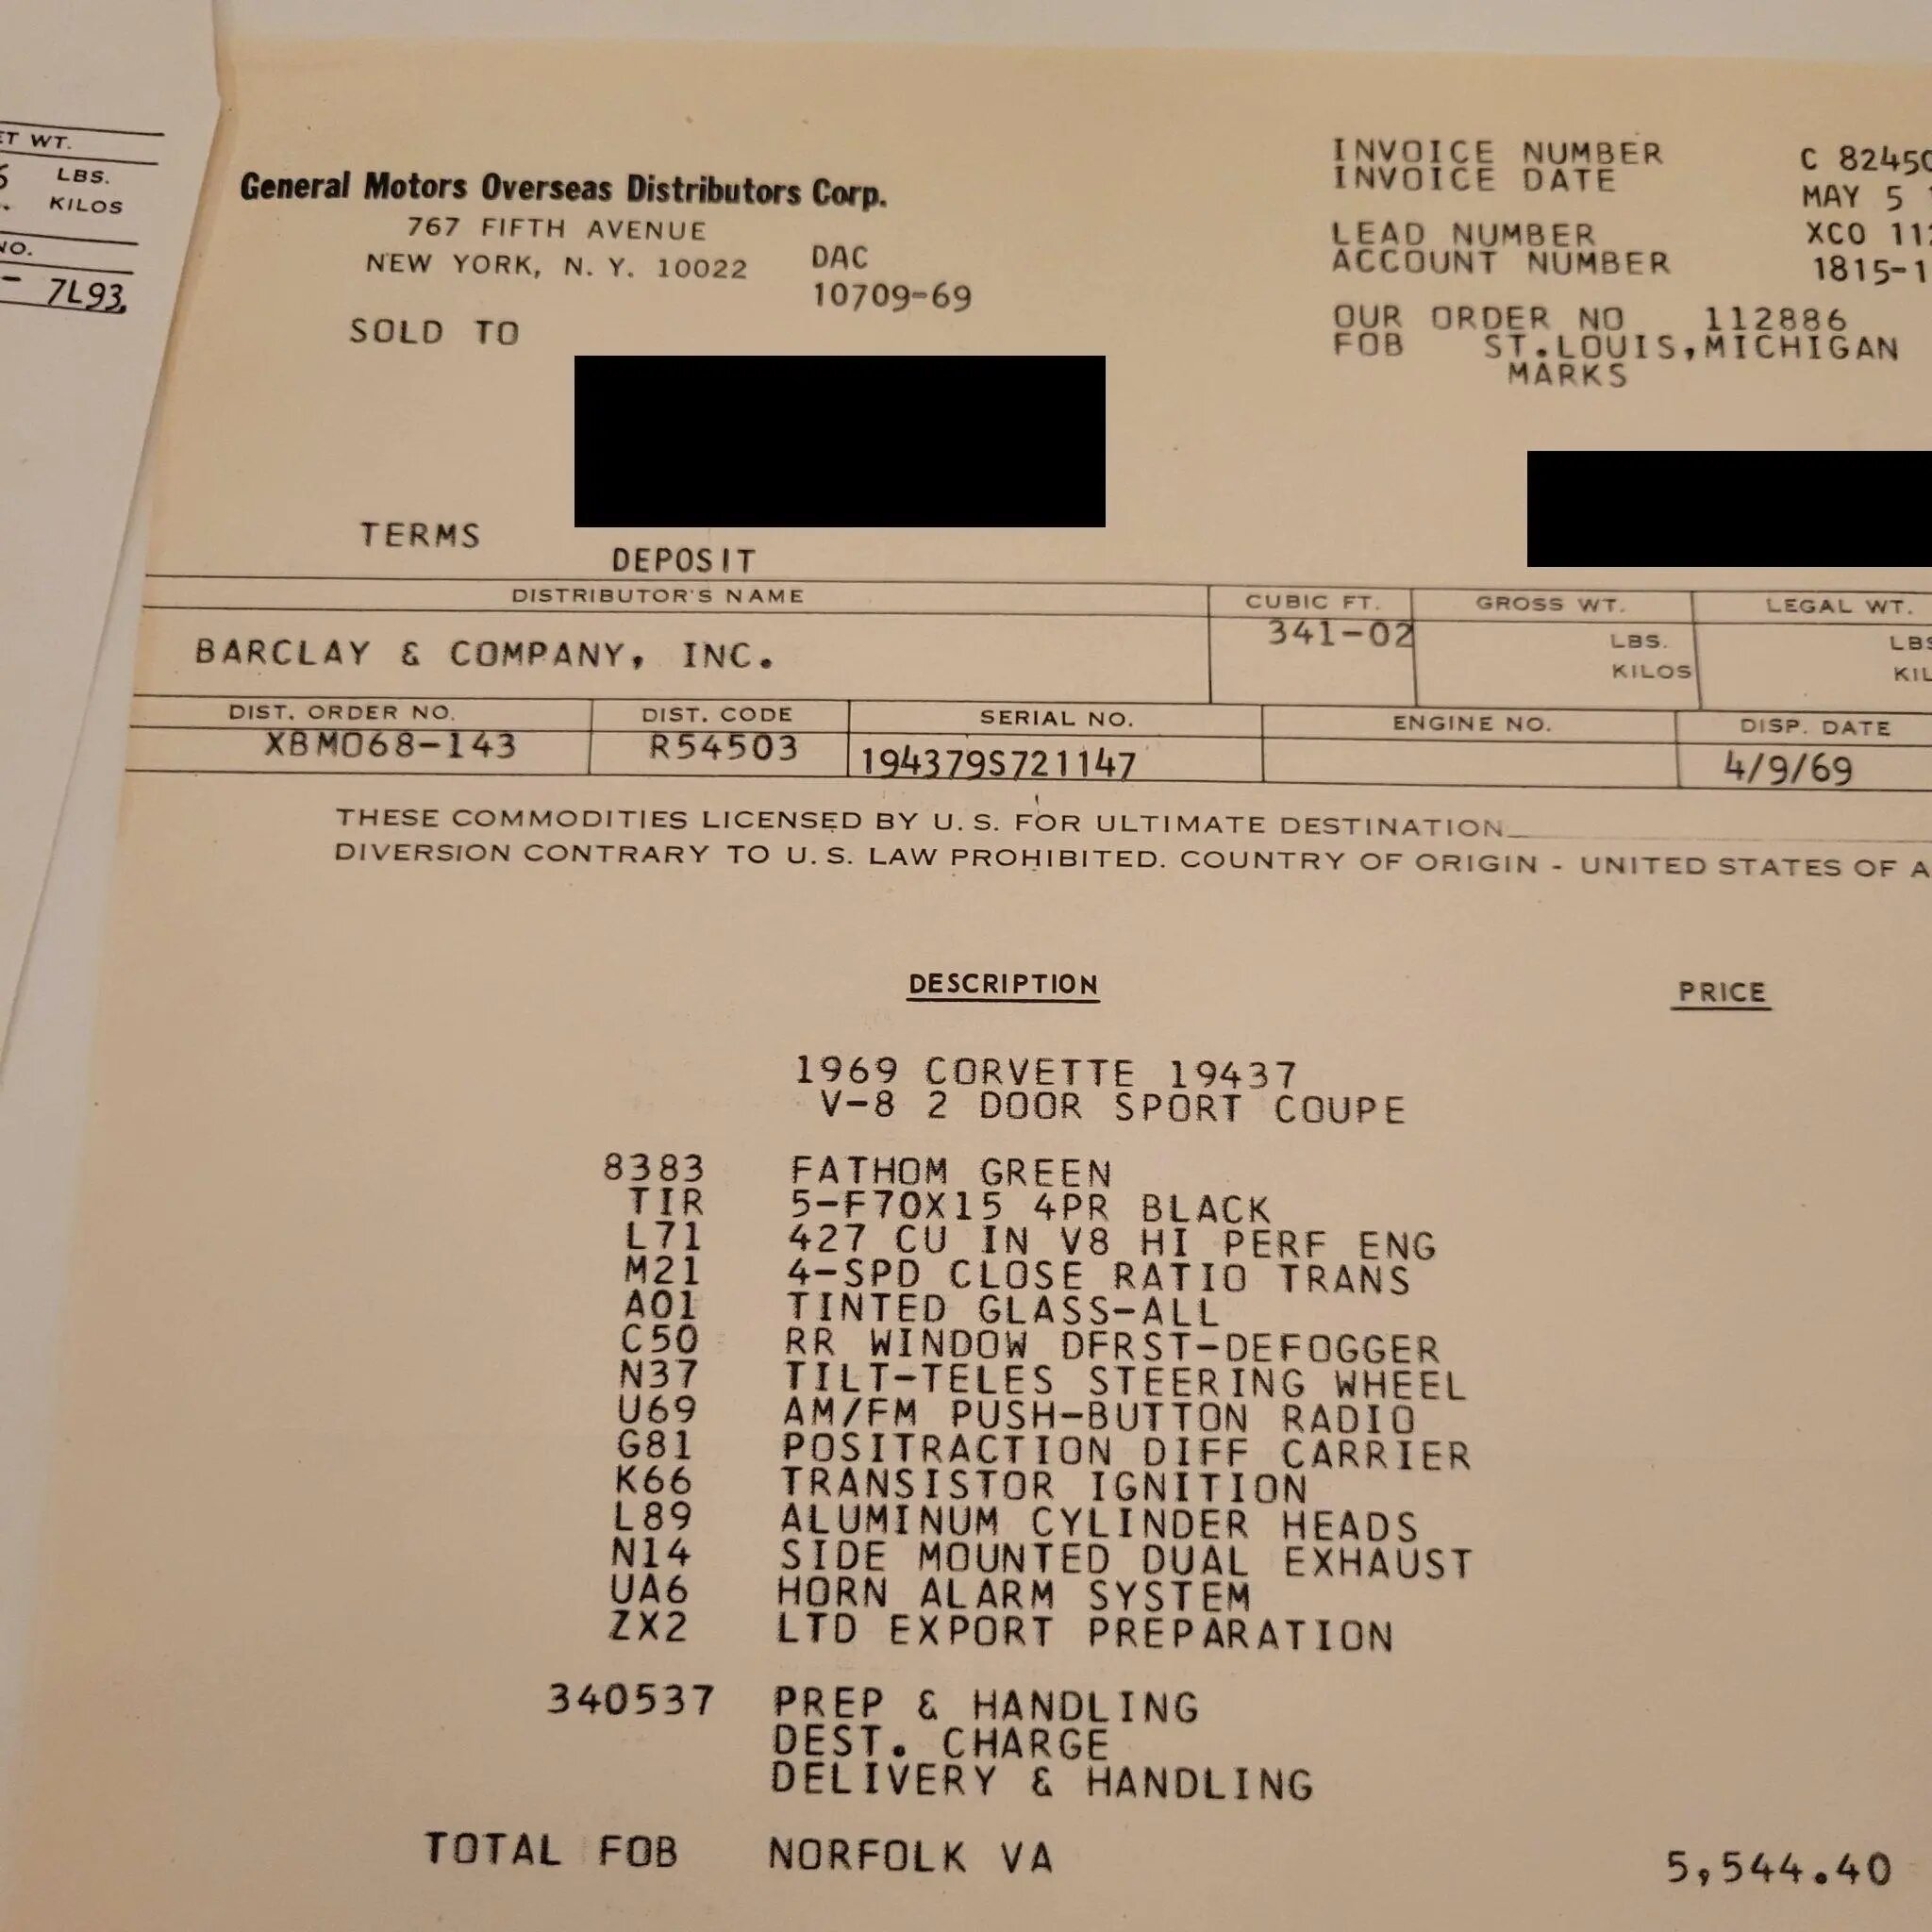 ET WT.
LBS.
KILOS
NO.
- 7L93
General Motors Overseas Distributors Corp.
767 FIFTH AVENUE
NEW YORK, N. Y. 10022
DAC
10709-69
INVOICE NUMBER C 8245
INVOICE DATE MAY 5
LEAD NUMBER XCO 11
ACCOUNT NUMBER 1815-1
OUR ORDER NO 112886
FOB ST.LOUIS,MICHIGAN
MARKS
SOLD TO
TERMS
DEPOSIT
DISTRIBUTOR'S NAME CUBIC FT. GROSS WT. LEGAL WT.
BARCLAY & COMPANY, INC. 341-02 LBS. LBS
KILOS KIL
DIST. ORDER NO. DIST. CODE SERIAL NO. ENGINE NO. DISP. DATE
XBM068-143 R54503 194379S721147 4/9/69
THESE COMMODITIES LICENSED BY U. S. FOR ULTIMATE DESTINATION
DIVERSION CONTRARY TO U. S. LAW PROHIBITED. COUNTRY OF ORIGIN - UNITED STATES OF A
DESCRIPTION PRICE
1969 CORVETTE 19437
V-8 2 DOOR SPORT COUPE
8383 FATHOM GREEN
TIR 5-F70X15 4PR BLACK
L71 427 CU IN V8 HI PERF ENG
M21 4-SPD CLOSE RATIO TRANS
A01 TINTED GLASS-ALL
C50 RR WINDOW DFRST-DEFOGGER
N37 TILT-TELES STEERING WHEEL
U69 AM/FM PUSH-BUTTON RADIO
G81 POSITRACTION DIFF CARRIER
K66 TRANSISTOR IGNITION
L89 ALUMINUM CYLINDER HEADS
N14 SIDE MOUNTED DUAL EXHAUST
UA6 HORN ALARM SYSTEM
ZX2 LTD EXPORT PREPARATION
340537 PREP & HANDLING
DEST. CHARGE
DELIVERY & HANDLING
TOTAL FOB NORFOLK VA 5,544.40